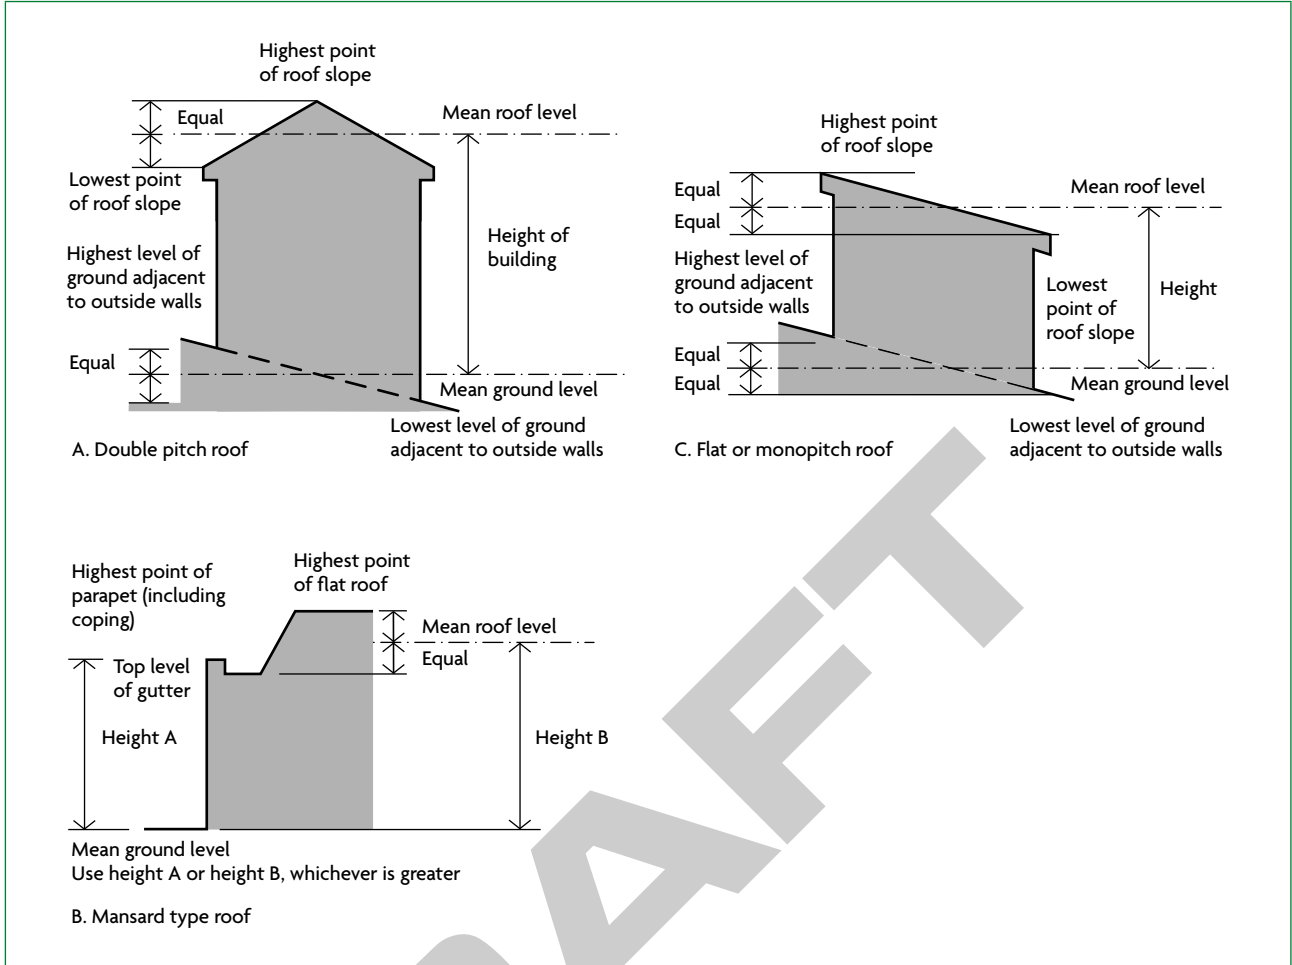 Highest point
of roof slope
Equal
Mean roof level
Lowest point
of roof slope
Highest level of
ground adjacent
to outside walls
Height of
building
Equal
Mean ground level
Lowest level of ground
adjacent to outside walls
A. Double pitch roof
Highest point
of roof slope
Equal
Mean roof level
Equal
Highest level of
ground adjacent
to outside walls
Lowest
point of
roof slope
Height
Equal
Equal
Mean ground level
Lowest level of ground
adjacent to outside walls
C. Flat or monopitch roof
Highest point of
parapet (including
coping)
Highest point
of flat roof
Mean roof level
Equal
Top level
of gutter
Height A
Height B
Mean ground level
Use height A or height B, whichever is greater
B. Mansard type roof
AFT